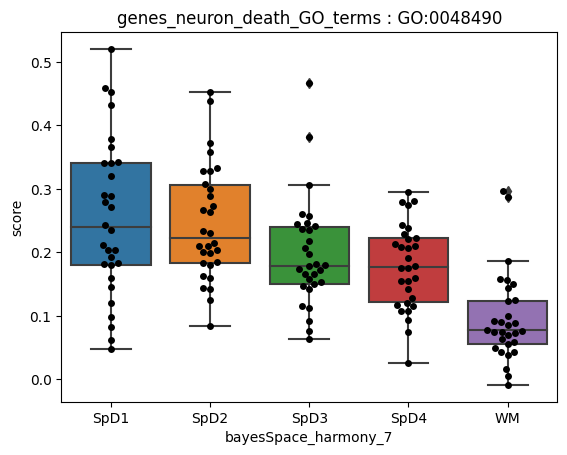 genes_neuron_death_GO_terms : GO:0048490
score
0.5
0.4
0.3
0.2
0.1
0.0
SpD1 SpD2 SpD3 SpD4 WM
bayesSpace_harmony_7